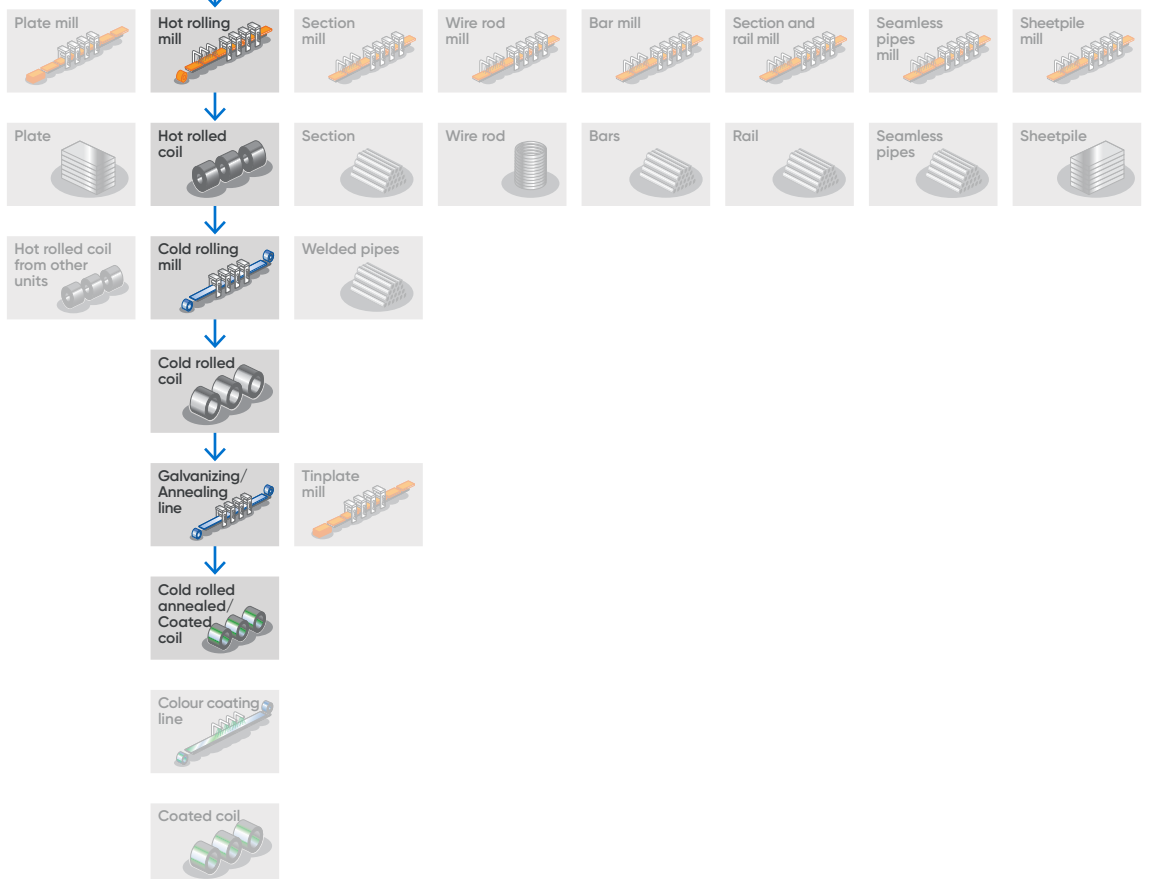 Plate mill
Hot rolling
mill
Section
mill
Wire rod
mill
Bar mill
Section and
rail mill
Seamless
pipes
mill
Sheetpile
mill
Plate
Hot rolled
coil
Section
Wire rod
Bars
Rail
Seamless
pipes
Sheetpile
Hot rolled coil
from other
units
Cold rolling
mill
Welded pipes
Cold rolled
coil
Galvanizing/
Annealing
line
Tinplate
mill
Cold rolled
annealed/
Coated
coil
Colour coating
line
Coated coil